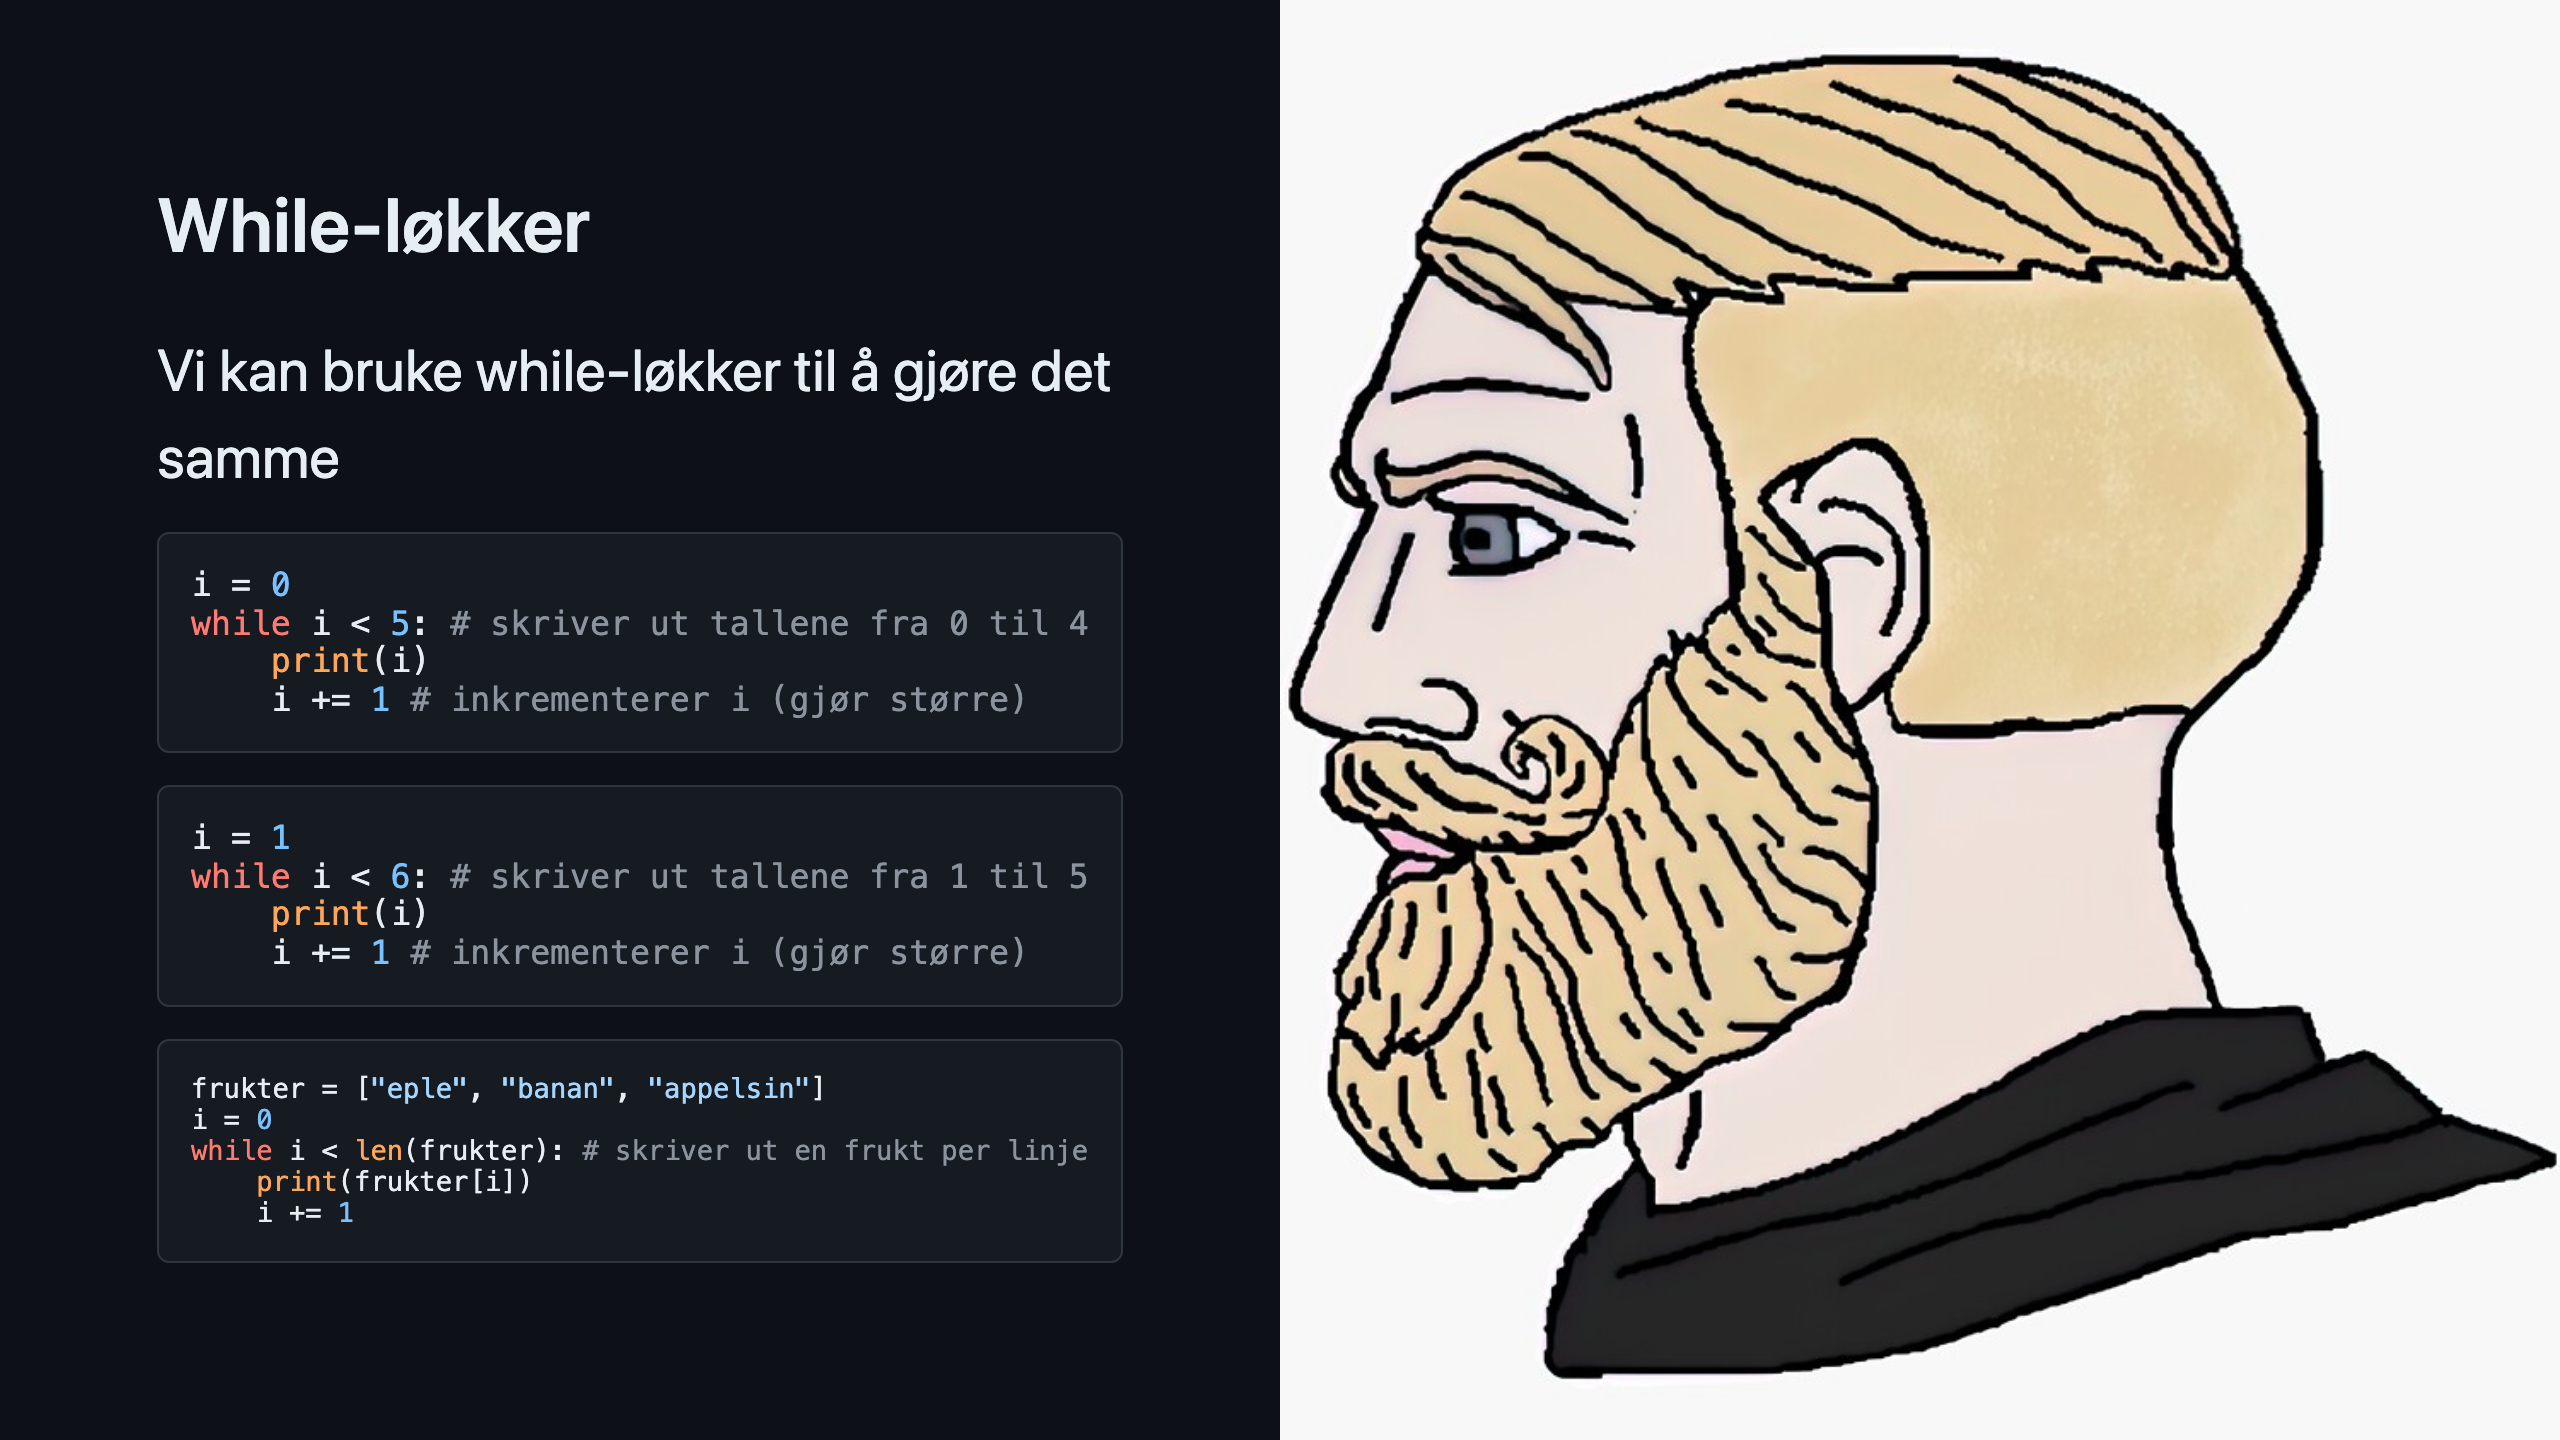 While-løkker
Vi kan bruke while-løkker til å gjøre det
samme
i = 0
while i < 5: # skriver ut tallene fra 0 til 4
    print(i)
    i += 1 # inkrementerer i (gjør større)
i = 1
while i < 6: # skriver ut tallene fra 1 til 5
    print(i)
    i += 1 # inkrementerer i (gjør større)
frukter = ["eple", "banan", "appelsin"]
i = 0
while i < len(frukter): # skriver ut en frukt per linje
    print(frukter[i])
    i += 1